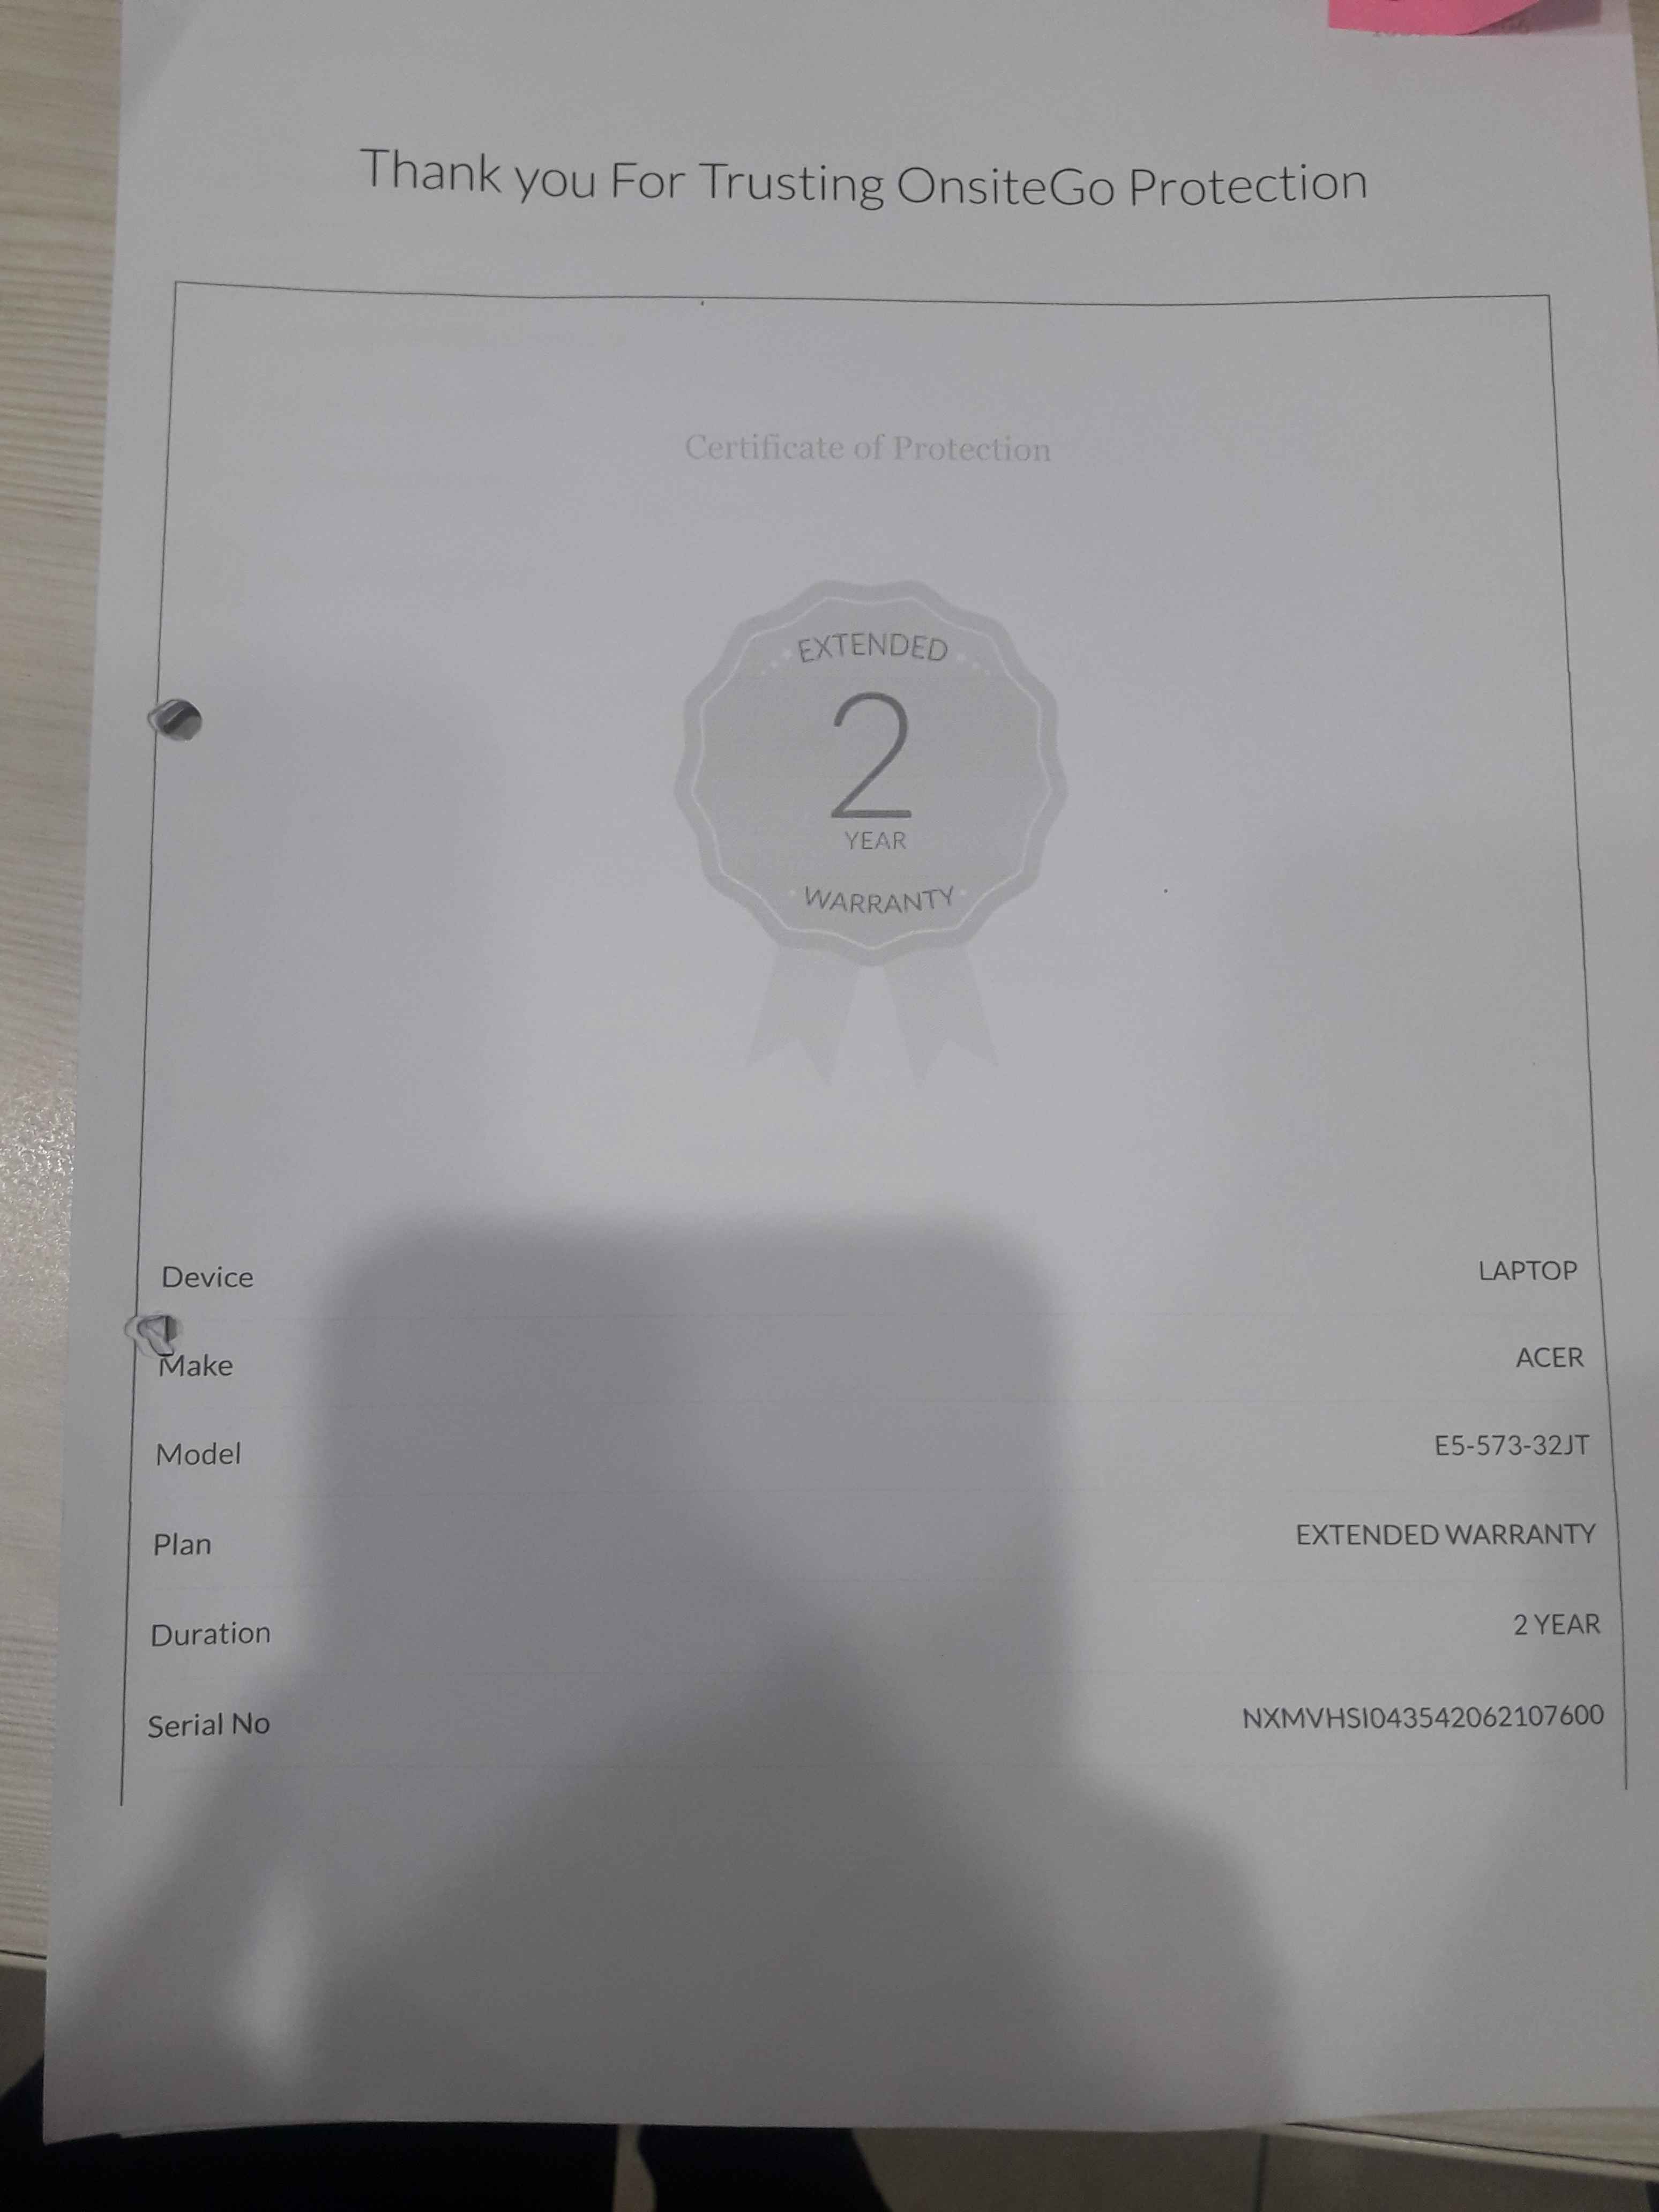 Thank you For Trusting OnsiteGo Protection
Certificate of Protection
EXTENDED
2
YEAR
WARRANTY
Device LAPTOP
Make ACER
Model E5-573-32JT
Plan EXTENDED WARRANTY
Duration 2 YEAR
Serial No NXMVHSI043542062107600